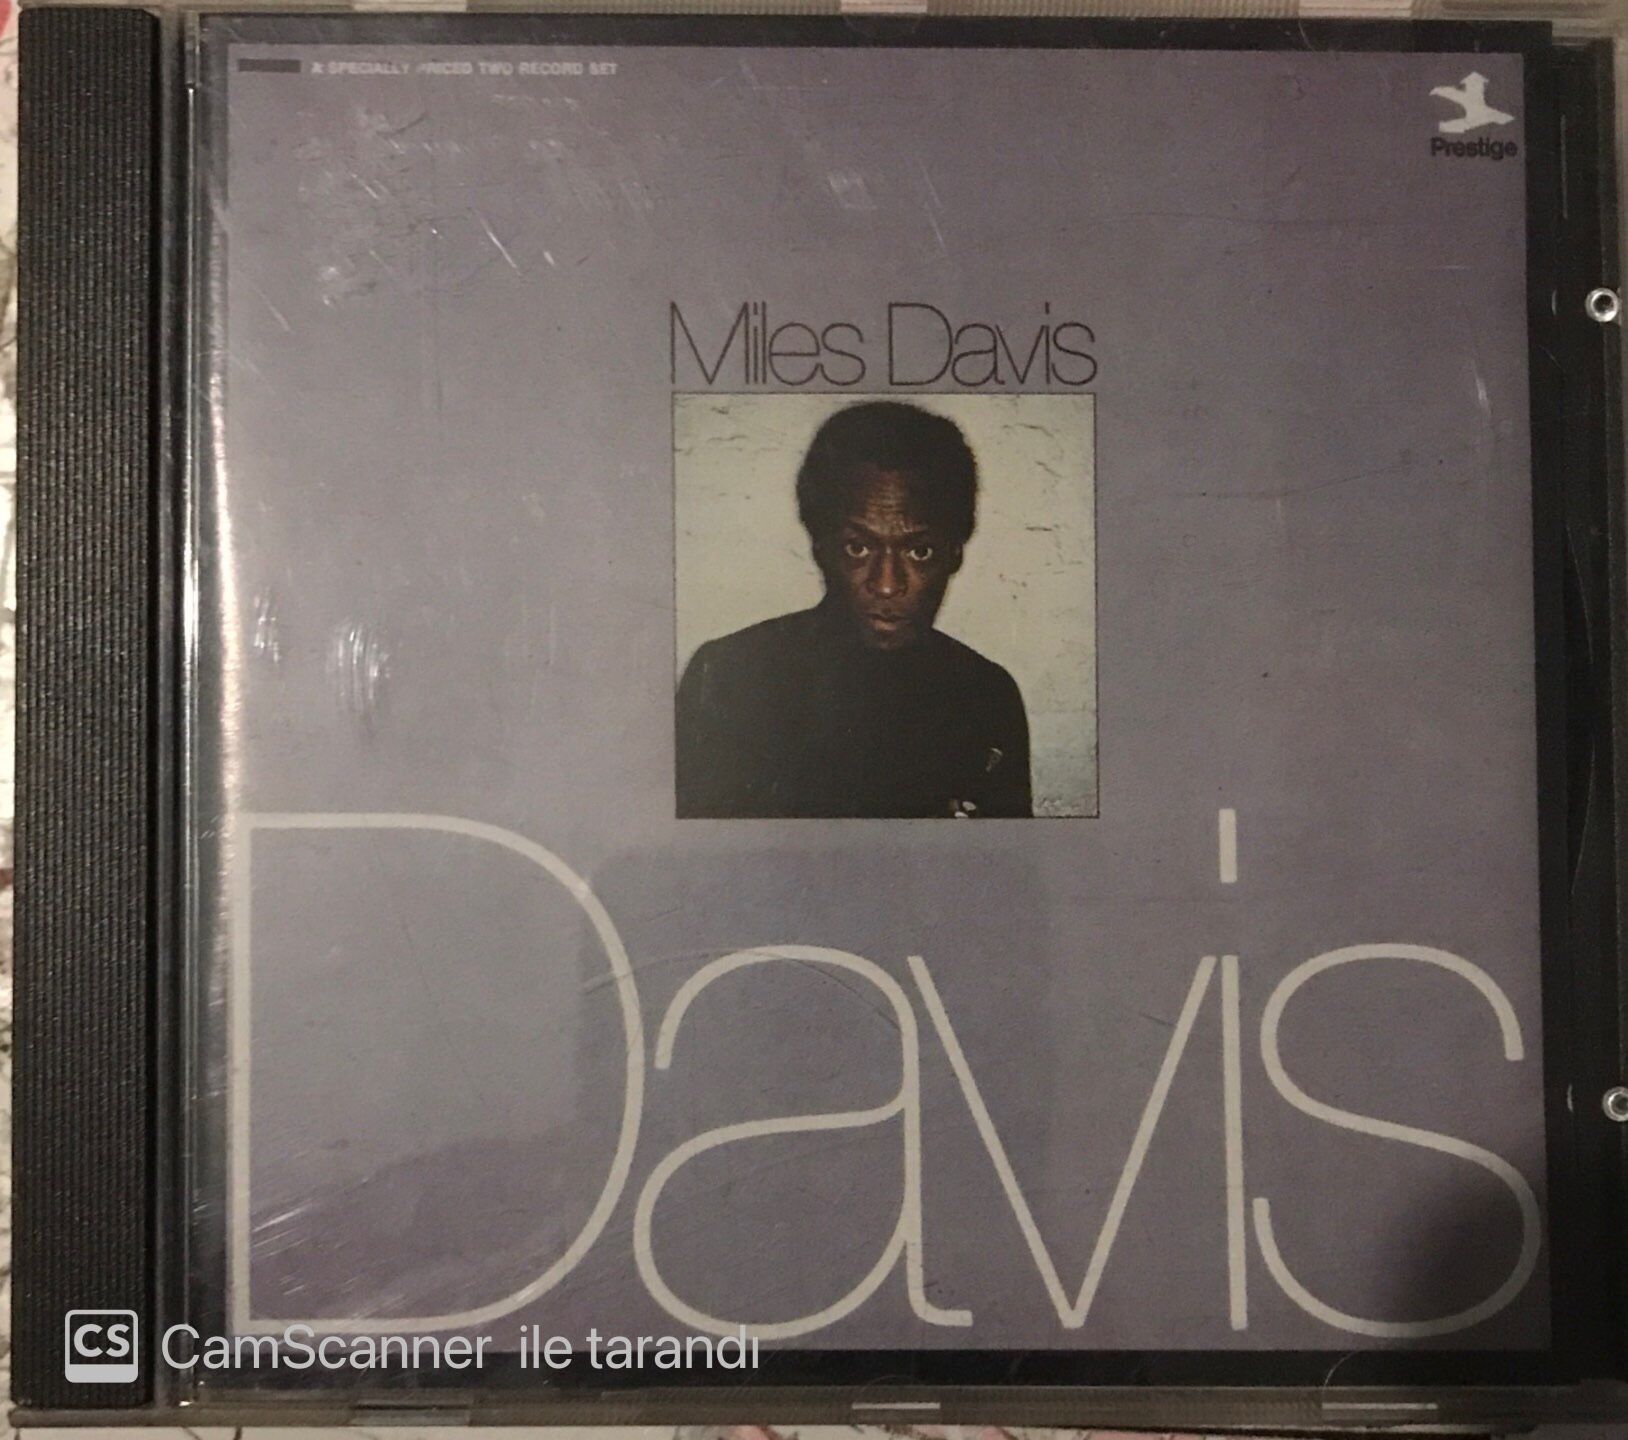 A SPECIALLY PRICED TWO RECORD SET
Prestige
Miles Davis
Davis
CS CamScanner ile tarandı